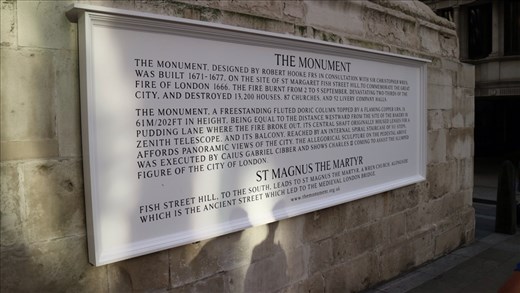 THE MONUMENT
THE MONUMENT, DESIGNED BY ROBERT HOOKE FRS IN CONSULTATION WITH SIR CHRISTOPHER WREN,
WAS BUILT 1671-1677, ON THE SITE OF ST MARGARET FISH STREET HILL, TO COMMEMORATE THE GREAT
FIRE OF LONDON 1666. THE FIRE BURNT FROM 2 TO 5 SEPTEMBER, DEVASTATING TWO-THIRDS OF THE
CITY, AND DESTROYED 13,200 HOUSES, 87 CHURCHES, AND 52 LIVERY COMPANY HALLS.
THE MONUMENT, A FREESTANDING FLUTED DORIC COLUMN TOPPED BY A FLAMING COPPER URN, IS
61M/202FT IN HEIGHT, BEING EQUAL TO THE DISTANCE WESTWARD FROM THE SITE OF THE BAKERY IN
PUDDING LANE WHERE THE FIRE BROKE OUT. ITS CENTRAL SHAFT ORIGINALLY HOUSED LENSES FOR A
ZENITH TELESCOPE, AND ITS BALCONY, REACHED BY AN INTERNAL SPIRAL STAIRCASE OF 311 STEPS,
AFFORDS PANORAMIC VIEWS OF THE CITY. THE ALLEGORICAL SCULPTURE ON THE PEDESTAL ABOVE
WAS EXECUTED BY CAIUS GABRIEL CIBBER AND SHOWS CHARLES II COMING TO ASSIST THE SLUMPED
FIGURE OF THE CITY OF LONDON.
ST MAGNUS THE MARTYR
FISH STREET HILL, TO THE SOUTH, LEADS TO ST MAGNUS THE MARTYR, A WREN CHURCH, ALONGSIDE
WHICH IS THE ANCIENT STREET WHICH LED TO THE MEDIEVAL LONDON BRIDGE.
www.themonument.org.uk